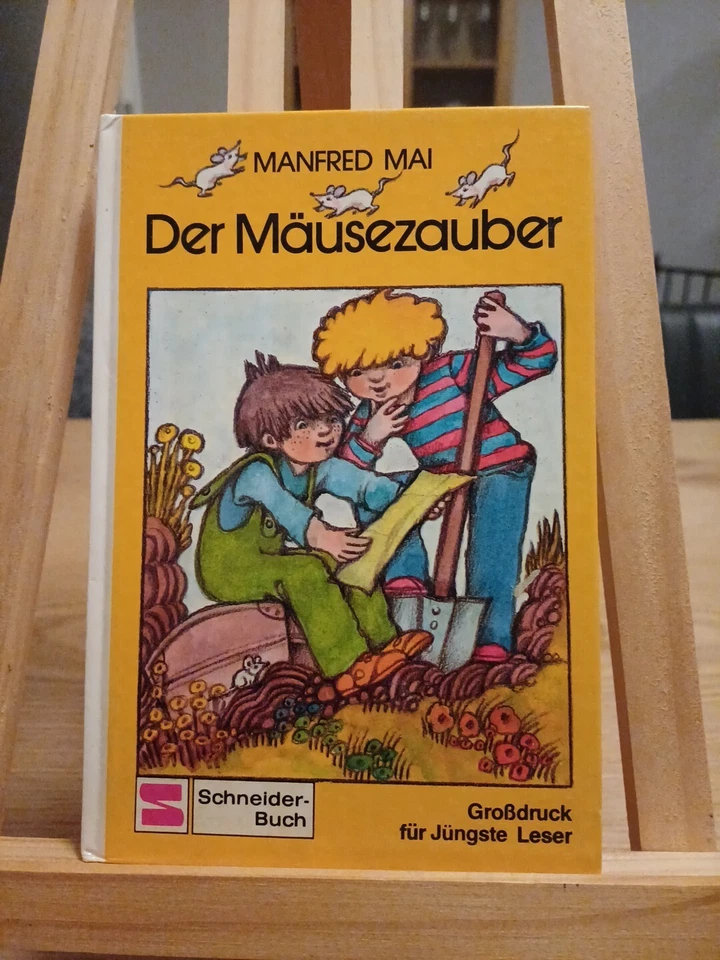 MANFRED MAI
Der Mäusezauber
Schneider-
Buch
Großdruck
für Jüngste Leser